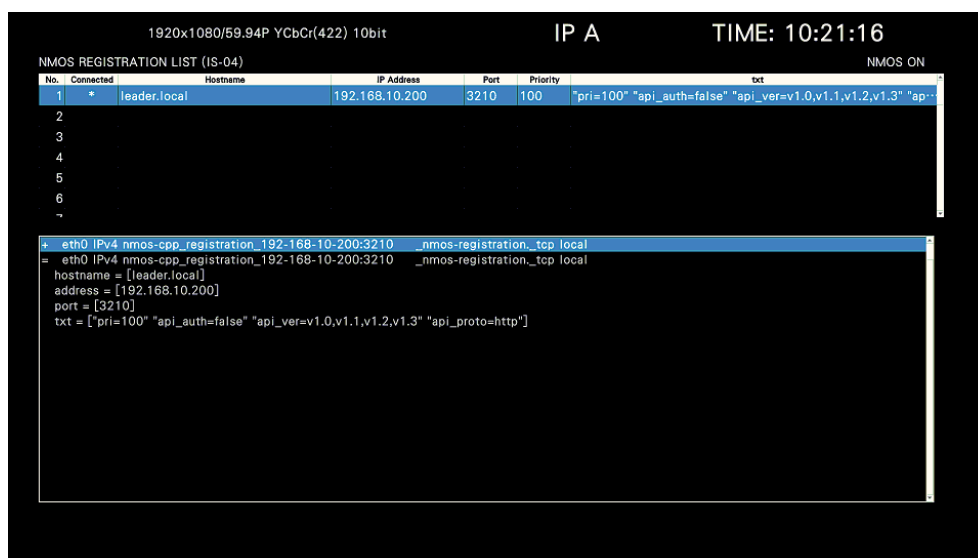 1920x1080/59.94P YCbCr(422) 10bit IP A TIME: 10:21:16
NMOS REGISTRATION LIST (IS-04) NMOS ON
No. Connected Hostname IP Address Port Priority txt
1 * leader.local 192.168.10.200 3210 100 "pri=100" "api_auth=false" "api_ver=v1.0,v1.1,v1.2,v1.3" "ap···
2
3
4
5
6
+ eth0 IPv4 nmos-cpp_registration_192-168-10-200:3210 _nmos-registration._tcp local
= eth0 IPv4 nmos-cpp_registration_192-168-10-200:3210 _nmos-registration._tcp local
hostname = [leader.local]
address = [192.168.10.200]
port = [3210]
txt = ["pri=100" "api_auth=false" "api_ver=v1.0,v1.1,v1.2,v1.3" "api_proto=http"]